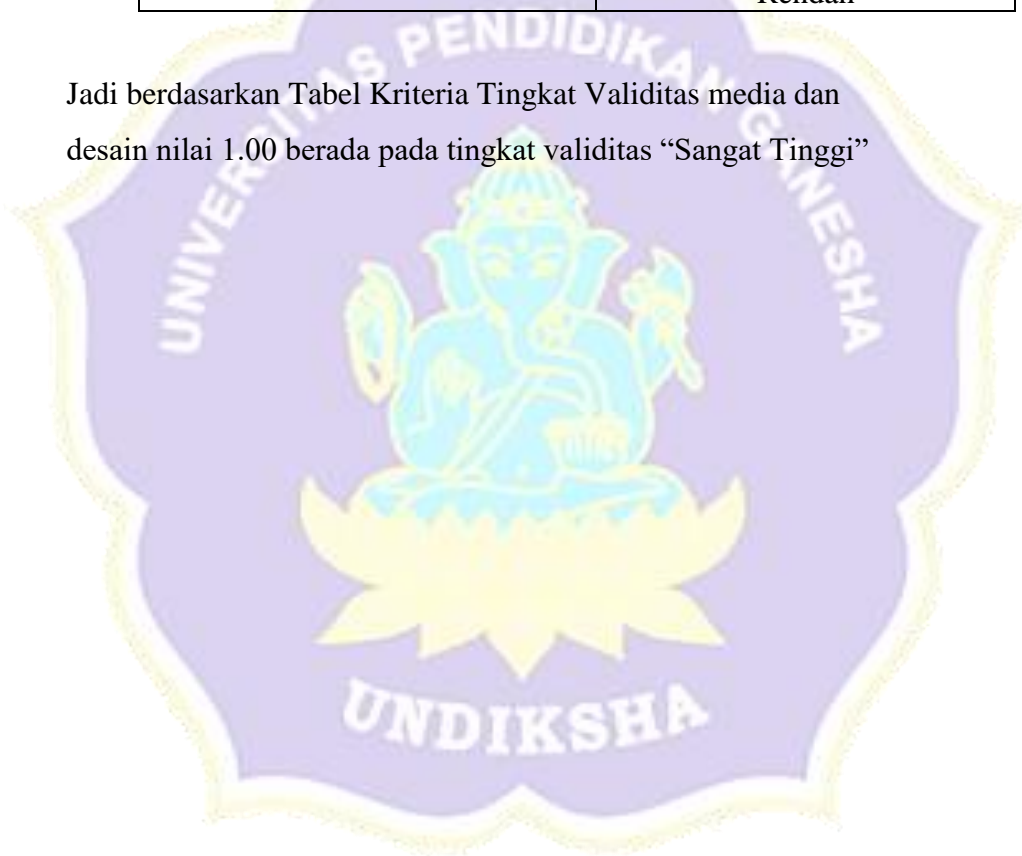 Rendah
UNIVERSITAS PENDIDIKAN GANESHA
Jadi berdasarkan Tabel Kriteria Tingkat Validitas media dan
desain nilai 1.00 berada pada tingkat validitas “Sangat Tinggi”
UNDIKSHA